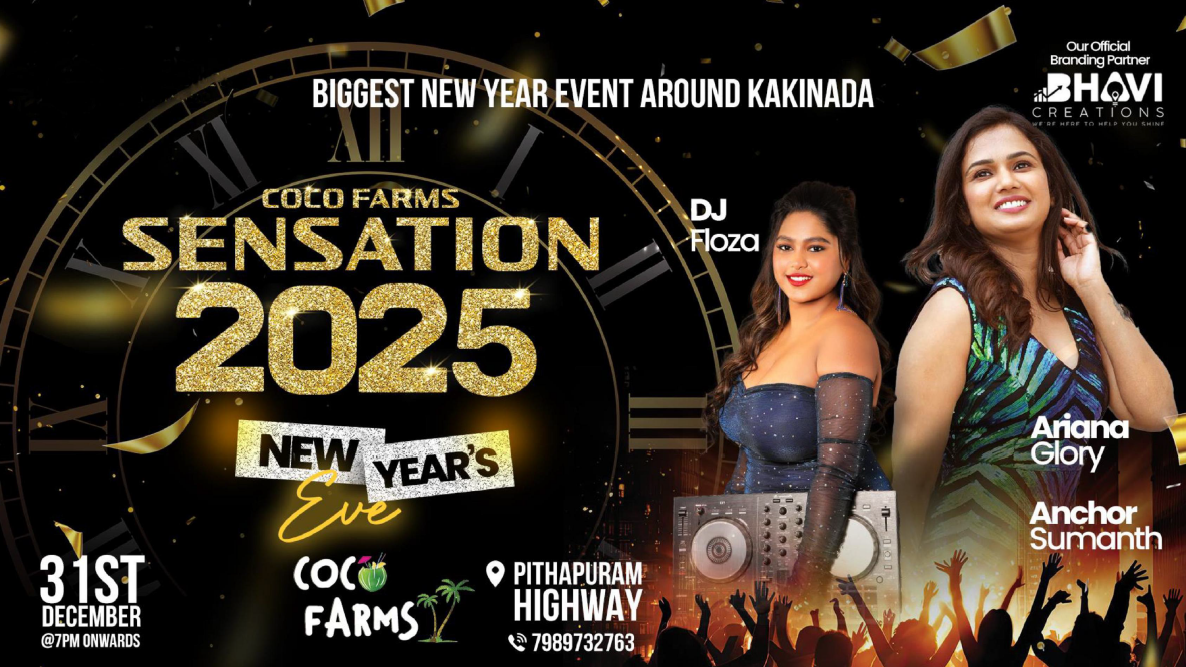 Our Official
Branding Partner
BHAVI
CREATIONS
WE'RE HERE TO HELP YOU SHINE
BIGGEST NEW YEAR EVENT AROUND KAKINADA
XII
I
COCO FARMS
SENSATION
2025
NEW YEAR'S
Eve
DJ
Floza
Ariana
Glory
Anchor
Sumanth
31ST
DECEMBER
@7PM ONWARDS
COCO
FARMS
PITHAPURAM
HIGHWAY
7989732763